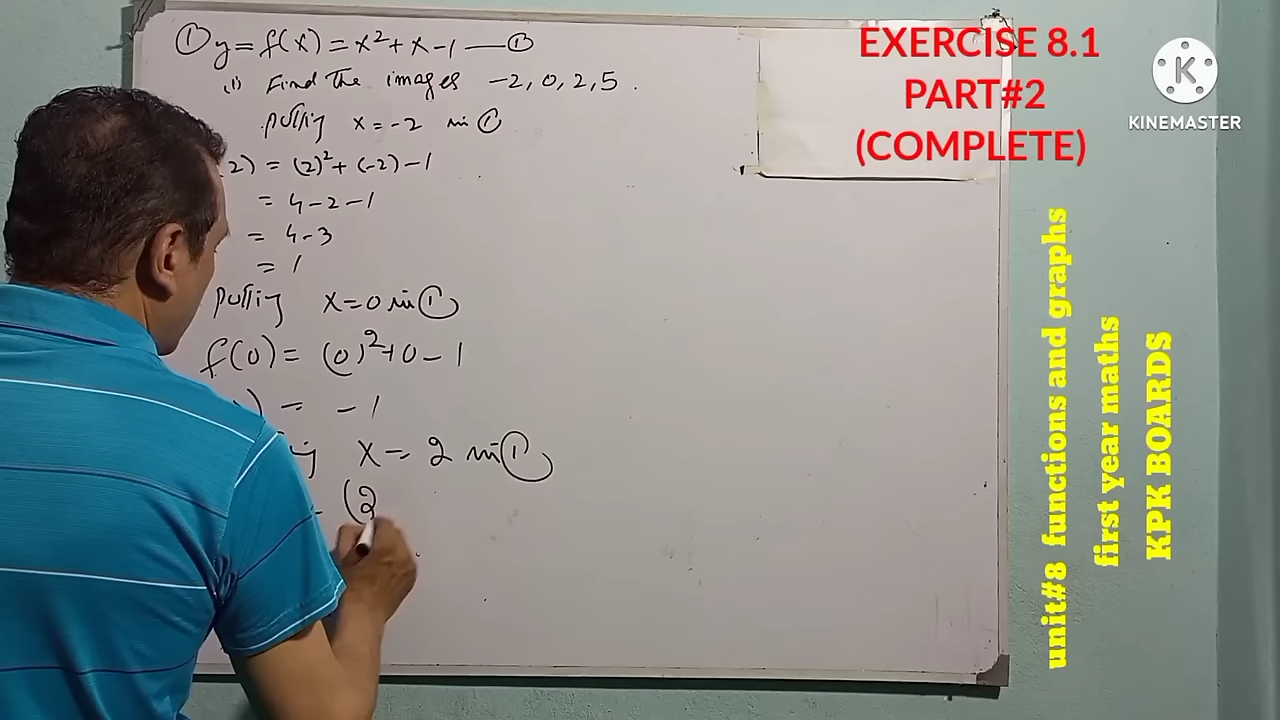 ① y = f(x) = x² + x - 1 — ①
(i) Find the images -2, 0, 2, 5 .
putting x = -2 in ①
2) = (2)² + (-2) - 1
= 4 - 2 - 1
= 4 - 3
= 1
putting x = 0 in ①
f(0) = (0)² + 0 - 1
) = - 1
x = 2 in ①
(2
EXERCISE 8.1
PART#2
(COMPLETE)
K
KINEMASTER
unit#8 functions and graphs
first year maths
KPK BOARDS